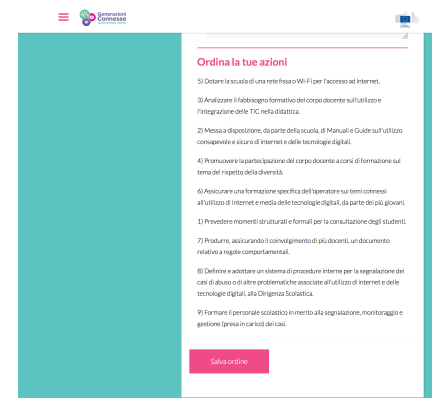 Generazioni
Connesse
Ordina la tue azioni
5) Dotare la scuola di una rete fissa o Wi-Fi per l'accesso ad internet.
3) Analizzare il fabbisogno formativo del corpo docente sull'utilizzo e
l'integrazione delle TIC nella didattica.
2) Messa a disposizione, da parte della scuola, di Manuali e Guide sull'utilizzo
consapevole e sicuro di internet e delle tecnologie digitali.
4) Promuovere la partecipazione del corpo docente a corsi di formazione sul
tema del rispetto della diversità.
6) Assicurare una formazione specifica dell'operatore sui temi connessi
all'utilizzo di Internet e media delle tecnologie digitali, da parte dei più giovani.
1) Prevedere momenti strutturati e formali per la consultazione degli studenti.
7) Produrre, assicurando il coinvolgimento di più docenti, un documento
relativo a regole comportamentali.
8) Definire e adottare un sistema di procedure interne per la segnalazione dei
casi di abuso o di altre problematiche associate all'utilizzo di internet e delle
tecnologie digitali, alla Dirigenza Scolastica.
9) Formare il personale scolastico in merito alla segnalazione, monitoraggio e
gestione (presa in carico) dei casi.
Salva ordine